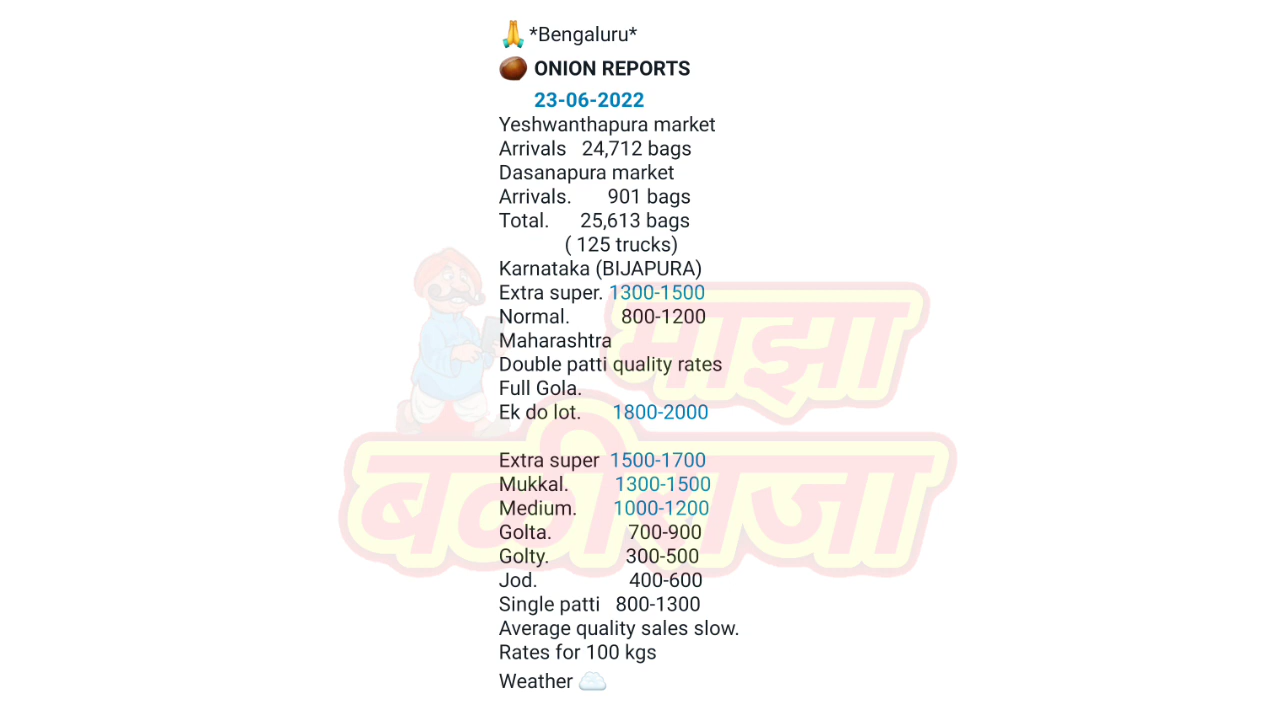 🙏*Bengaluru*
🌰 ONION REPORTS
23-06-2022
Yeshwanthapura market
Arrivals 24,712 bags
Dasanapura market
Arrivals. 901 bags
Total. 25,613 bags
( 125 trucks)
Karnataka (BIJAPURA)
Extra super. 1300-1500
Normal. 800-1200
Maharashtra
Double patti quality rates
Full Gola.
Ek do lot. 1800-2000
Extra super 1500-1700
Mukkal. 1300-1500
Medium. 1000-1200
Golta. 700-900
Golty. 300-500
Jod. 400-600
Single patti 800-1300
Average quality sales slow.
Rates for 100 kgs
Weather ☁️
माझा
बळीराजा